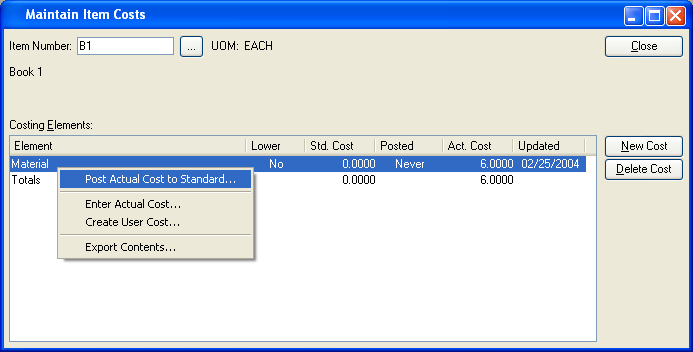 Maintain Item Costs
Item Number: B1 ... UOM: EACH
Close
Book 1
Costing Elements:
Element Lower Std. Cost Posted Act. Cost Updated
New Cost
Material No 0.0000 Never 6.0000 02/25/2004
Delete Cost
Totals 0.0000 6.0000
Post Actual Cost to Standard...
Enter Actual Cost...
Create User Cost...
Export Contents...